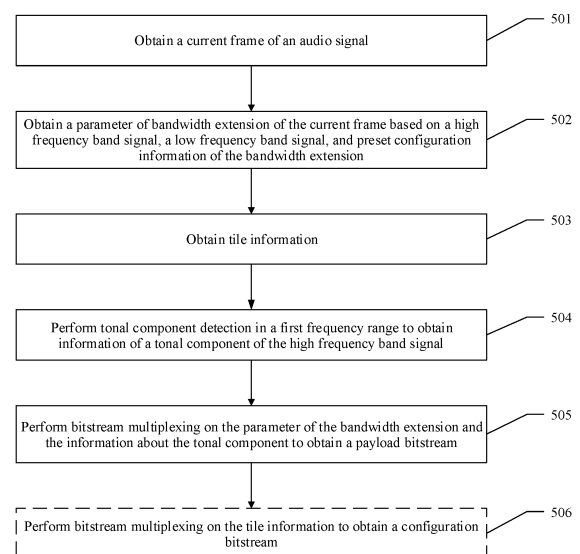 501
Obtain a current frame of an audio signal
502
Obtain a parameter of bandwidth extension of the current frame based on a high
frequency band signal, a low frequency band signal, and preset configuration
information of the bandwidth extension
503
Obtain tile information
504
Perform tonal component detection in a first frequency range to obtain
information of a tonal component of the high frequency band signal
505
Perform bitstream multiplexing on the parameter of the bandwidth extension and
the information about the tonal component to obtain a payload bitstream
506
Perform bitstream multiplexing on the tile information to obtain a configuration
bitstream